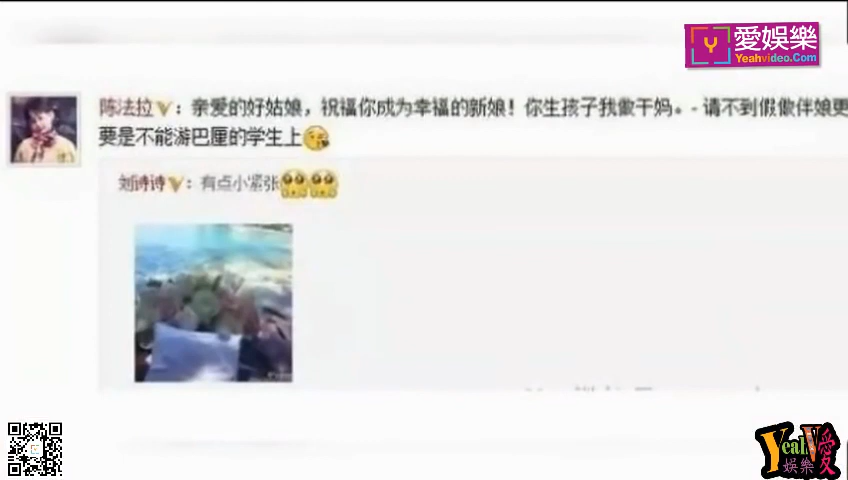 愛娛樂
Yeahvideo.Com
陈法拉：亲爱的好姑娘，祝福你成为幸福的新娘！你生孩子我做干妈。- 请不到假做伴娘更
要是不能游巴厘的学生上
刘诗诗：有点小紧张
Yeah
愛
娛樂